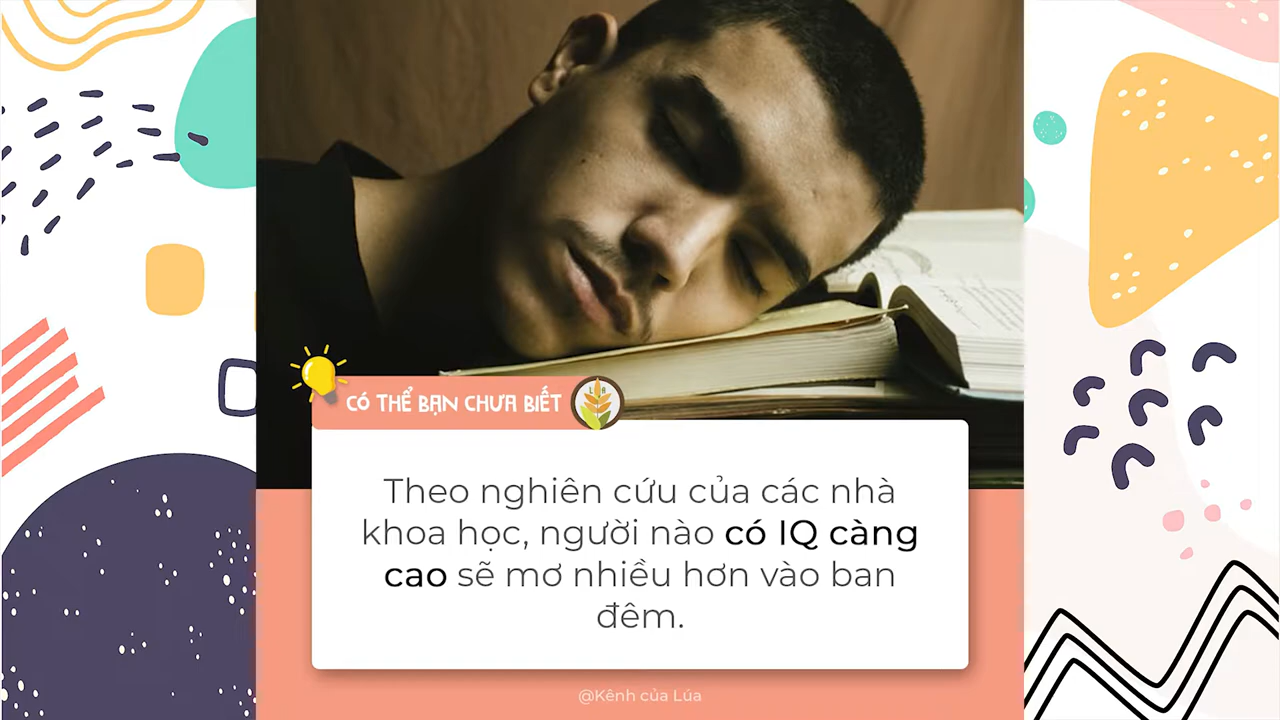 CÓ THỂ BẠN CHƯA BIẾT
LÚA
Theo nghiên cứu của các nhà
khoa học, người nào có IQ càng
cao sẽ mơ nhiều hơn vào ban
đêm.
@Kênh của Lúa